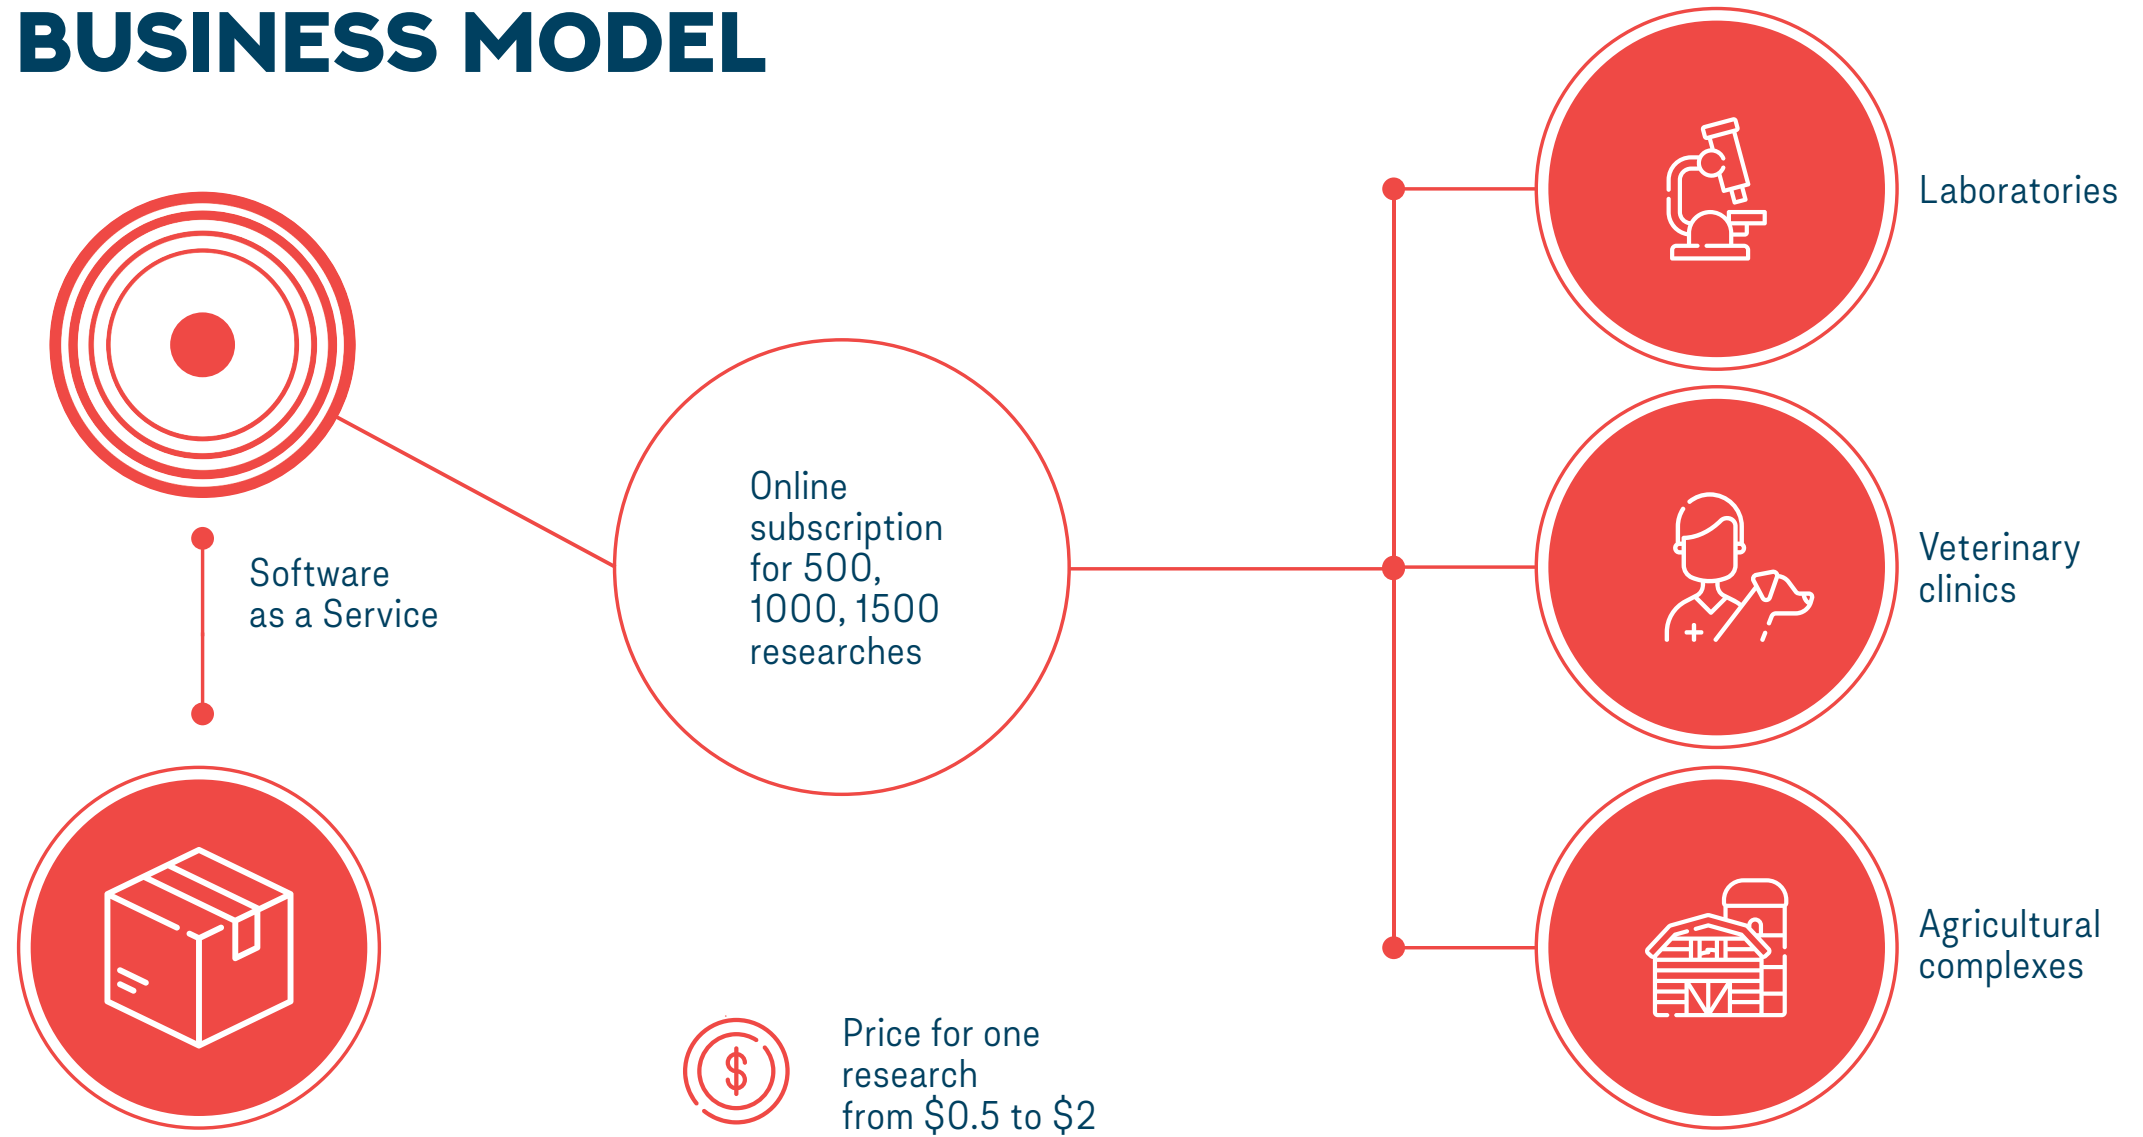 BUSINESS MODEL
Software
as a Service
Online
subscription
for 500,
1000, 1500
researches
Price for one
research
from $0.5 to $2
$
Laboratories
Veterinary
clinics
Agricultural
complexes